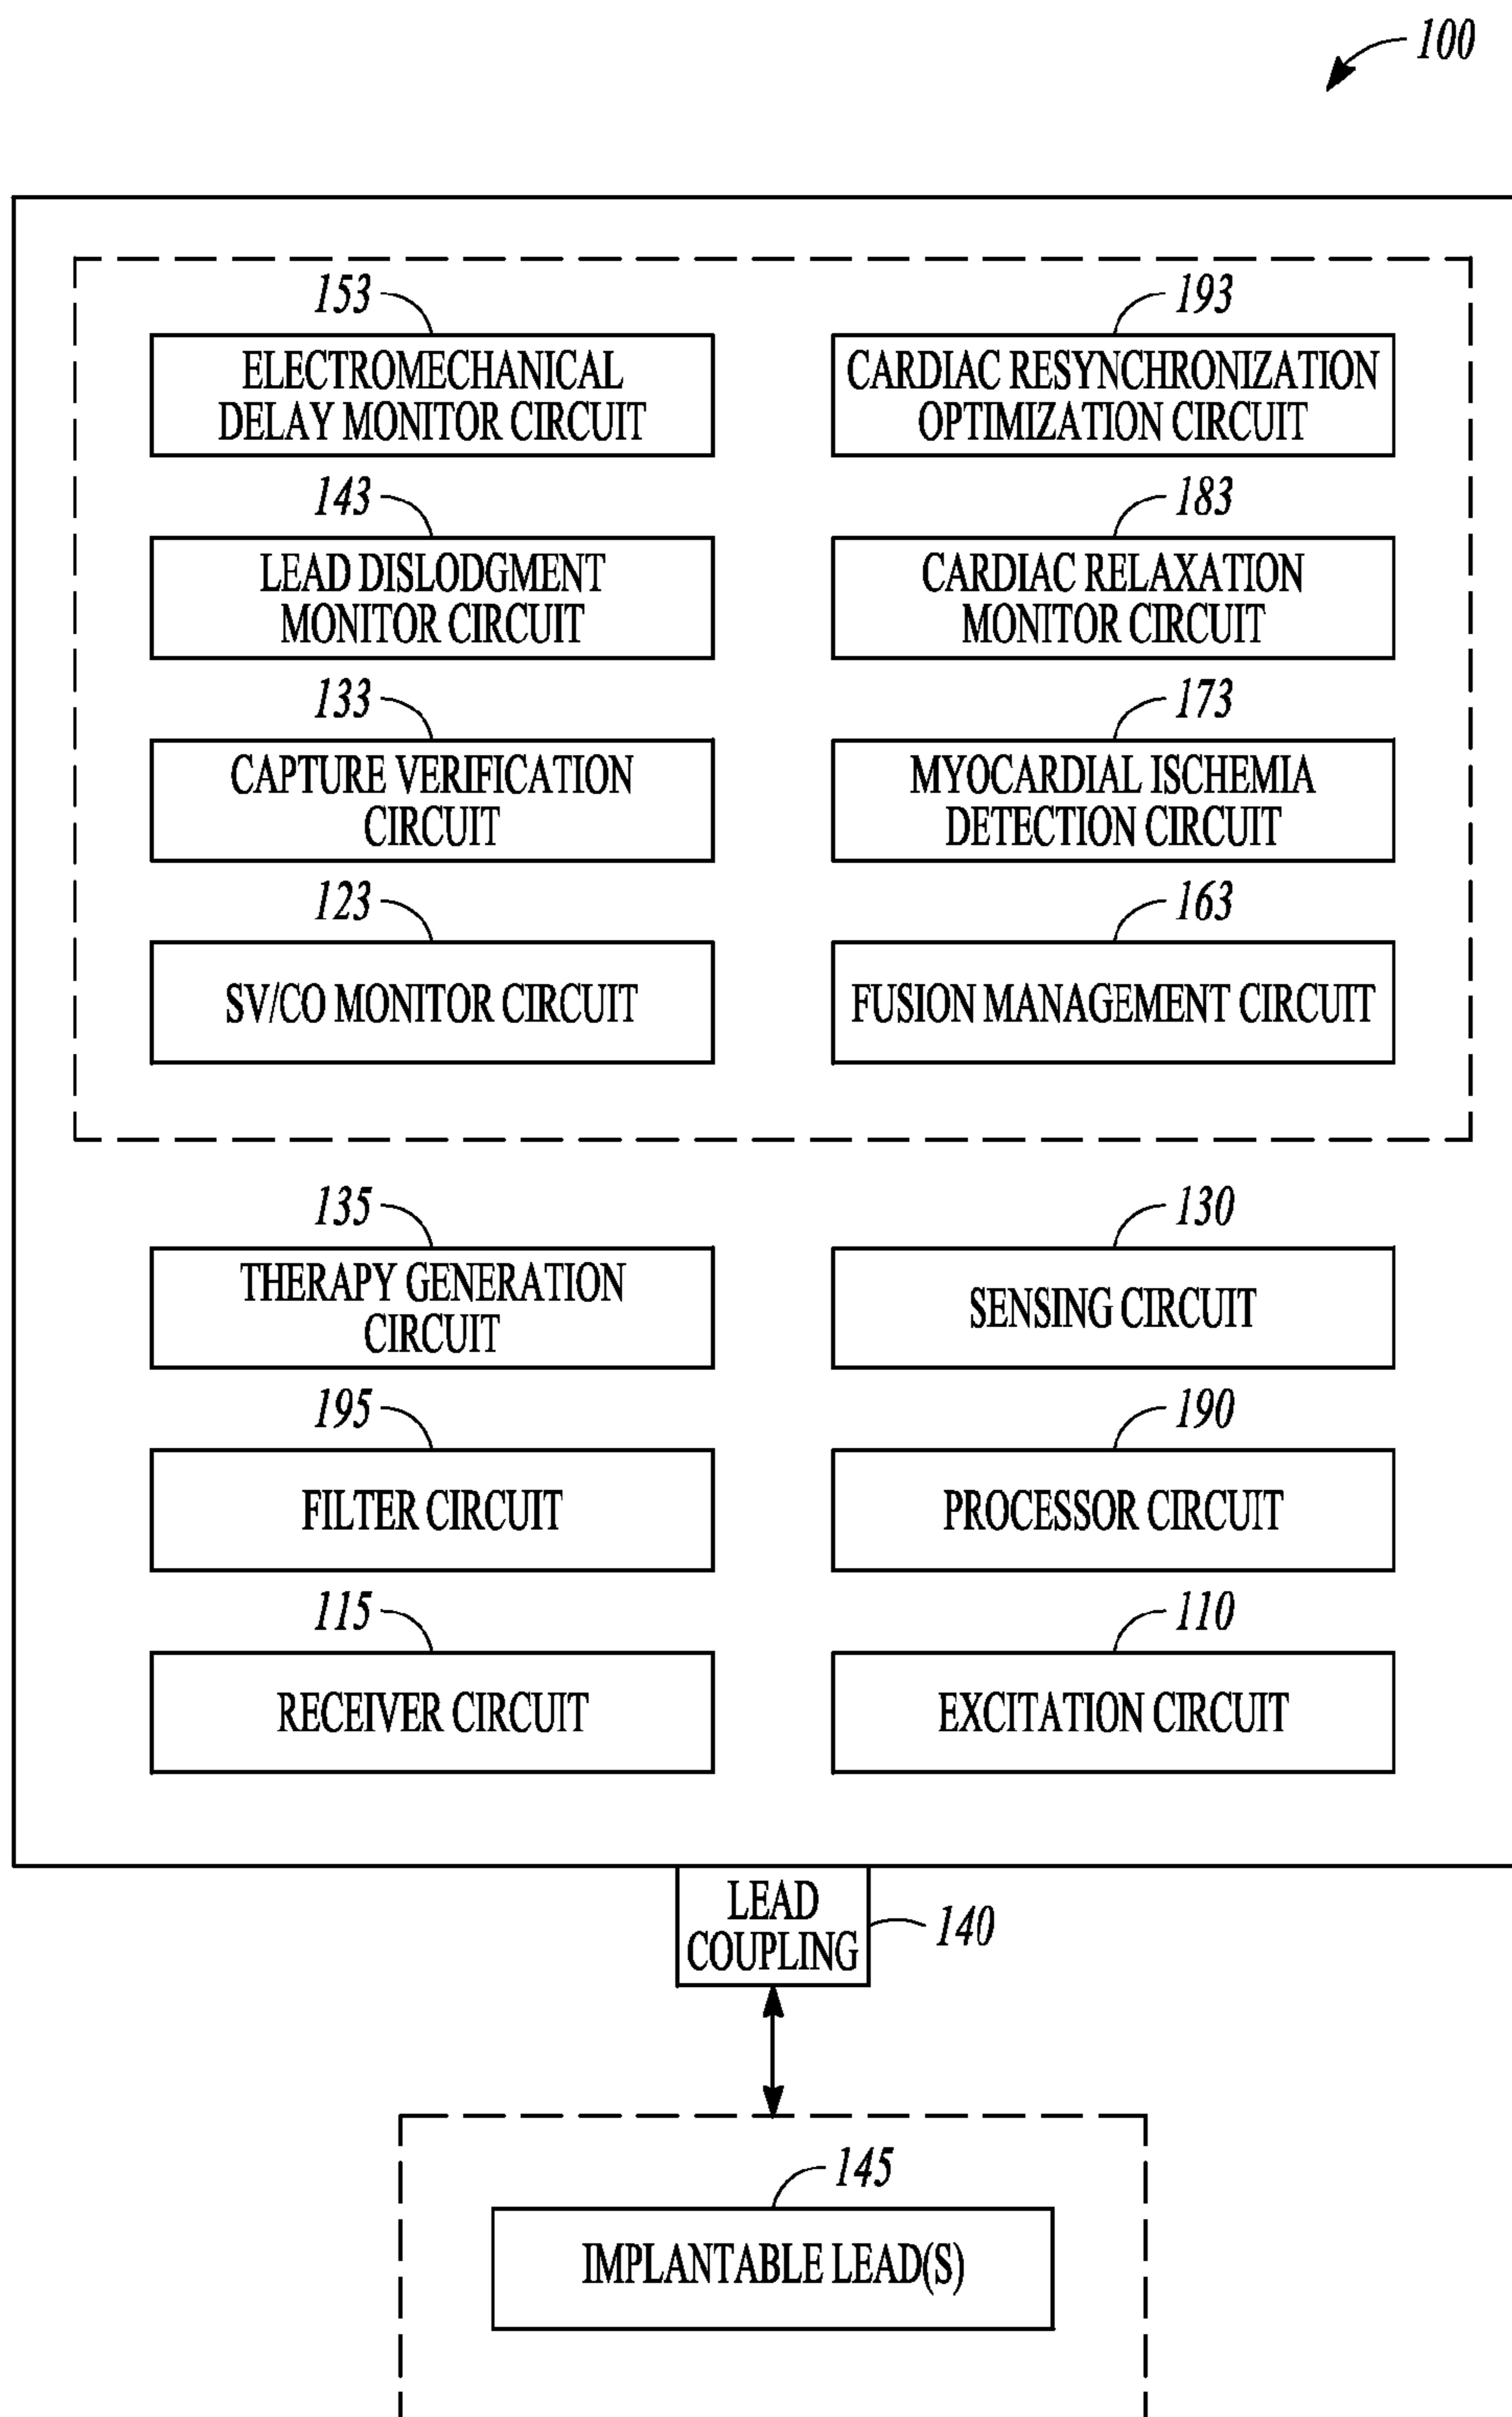 100
153
193
ELECTROMECHANICAL
DELAY MONITOR CIRCUIT
CARDIAC RESYNCHRONIZATION
OPTIMIZATION CIRCUIT
143
183
LEAD DISLODGMENT
MONITOR CIRCUIT
CARDIAC RELAXATION
MONITOR CIRCUIT
133
173
CAPTURE VERIFICATION
CIRCUIT
MYOCARDIAL ISCHEMIA
DETECTION CIRCUIT
123
163
SV/CO MONITOR CIRCUIT
FUSION MANAGEMENT CIRCUIT
135
130
THERAPY GENERATION
CIRCUIT
SENSING CIRCUIT
195
190
FILTER CIRCUIT
PROCESSOR CIRCUIT
115
110
RECEIVER CIRCUIT
EXCITATION CIRCUIT
LEAD
COUPLING
140
145
IMPLANTABLE LEAD(S)